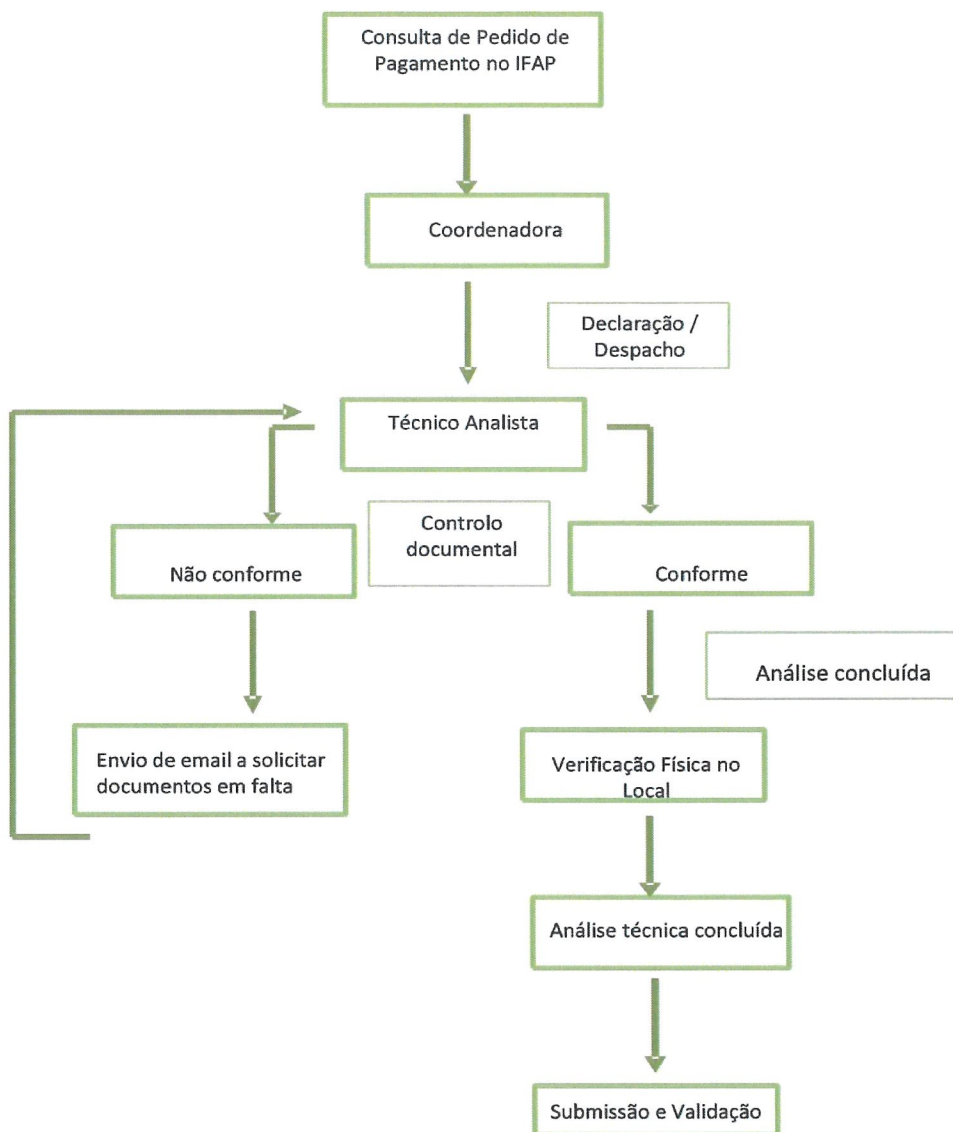 Consulta de Pedido de
Pagamento no IFAP
Coordenadora
Declaração /
Despacho
Técnico Analista
Controlo
documental
Não conforme
Conforme
Análise concluída
Envio de email a solicitar
documentos em falta
Verificação Física no
Local
Análise técnica concluída
Submissão e Validação